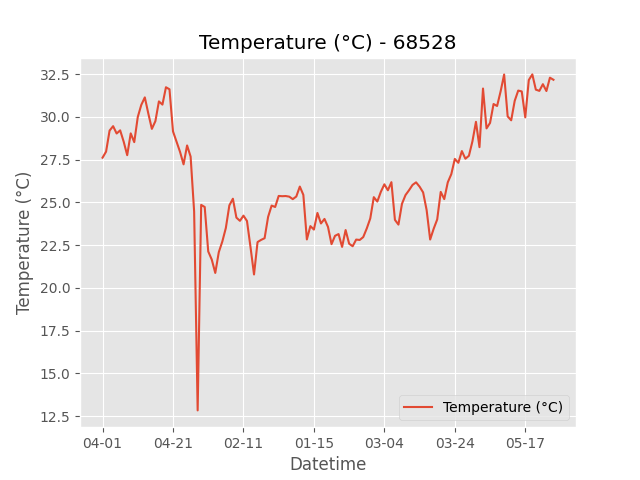 Temperature (°C) - 68528
Temperature (°C)
32.5
30.0
27.5
25.0
22.5
20.0
17.5
15.0
12.5
Temperature (°C)
04-01 04-21 02-11 01-15 03-04 03-24 05-17
Datetime